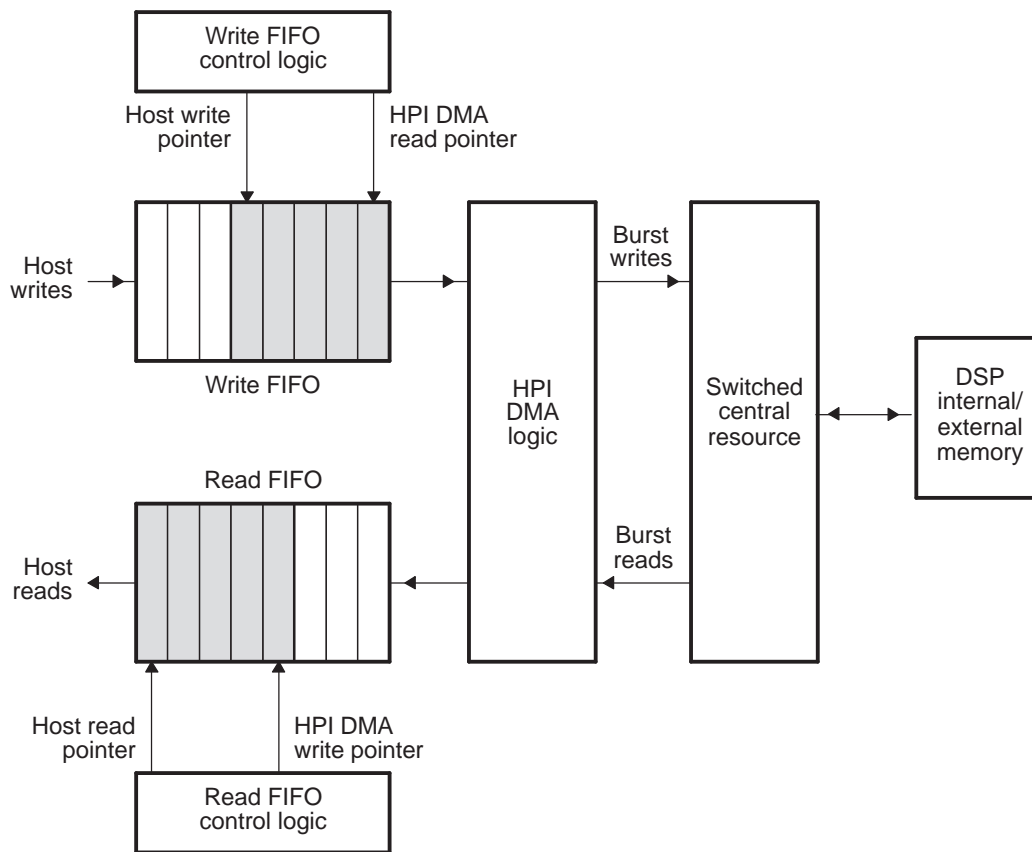 Write FIFO
control logic
Host write
pointer
HPI DMA
read pointer
Host
writes
Write FIFO
Burst
writes
HPI
DMA
logic
Switched
central
resource
DSP
internal/
external
memory
Read FIFO
Host
reads
Burst
reads
Host read
pointer
HPI DMA
write pointer
Read FIFO
control logic